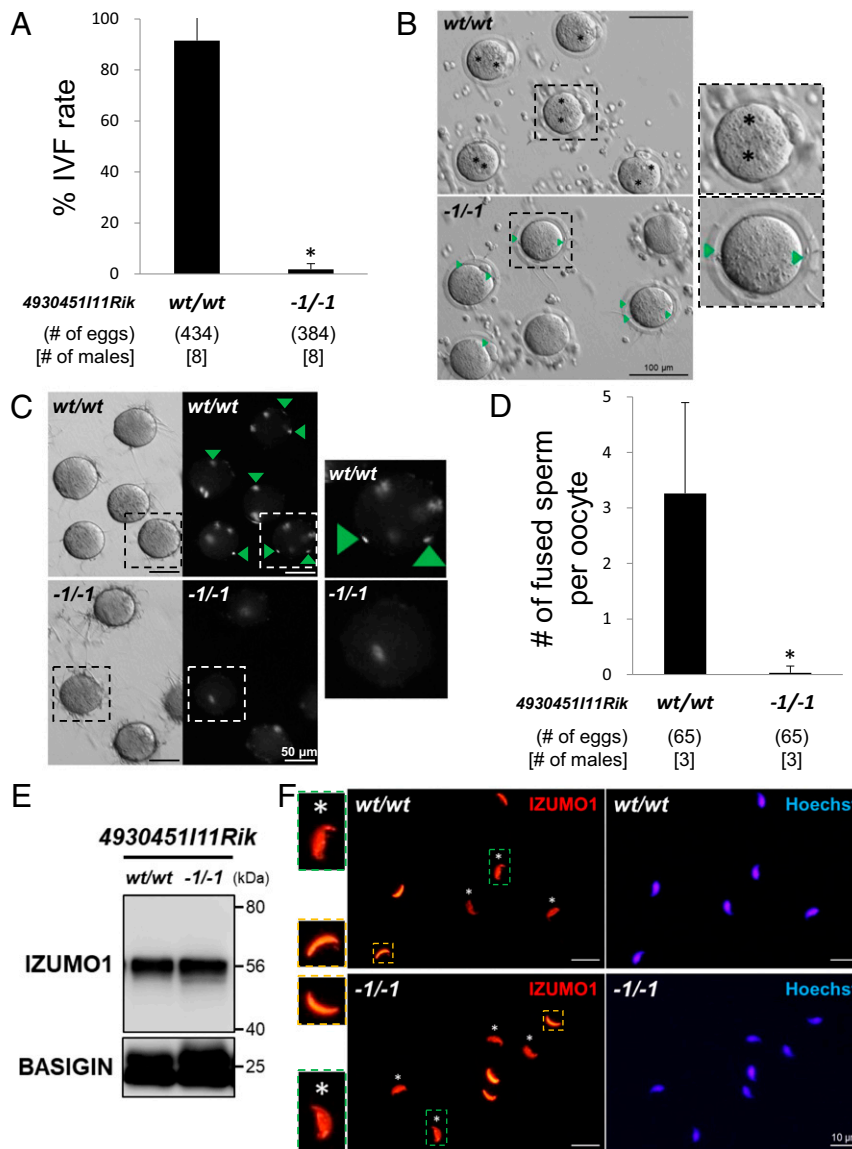 A
% IVF rate
100
80
60
40
20
0
*
4930451I11Rik wt/wt -1/-1
(# of eggs) (434) (384)
[# of males] [8] [8]
B
wt/wt
*
* *
*
*
* *
* *
*
*
-1/-1
100 µm
C
wt/wt wt/wt
wt/wt
-1/-1 -1/-1
-1/-1
50 µm
D
# of fused sperm
per oocyte
5
4
3
2
1
0
*
4930451I11Rik wt/wt -1/-1
(# of eggs) (65) (65)
[# of males] [3] [3]
E
4930451I11Rik
wt/wt -1/-1 (kDa)
80
IZUMO1
56
40
BASIGIN
25
F
*
wt/wt IZUMO1
*
*
*
wt/wt Hoechst
-1/-1 IZUMO1
*
*
*
*
*
-1/-1 Hoechst
10 µm